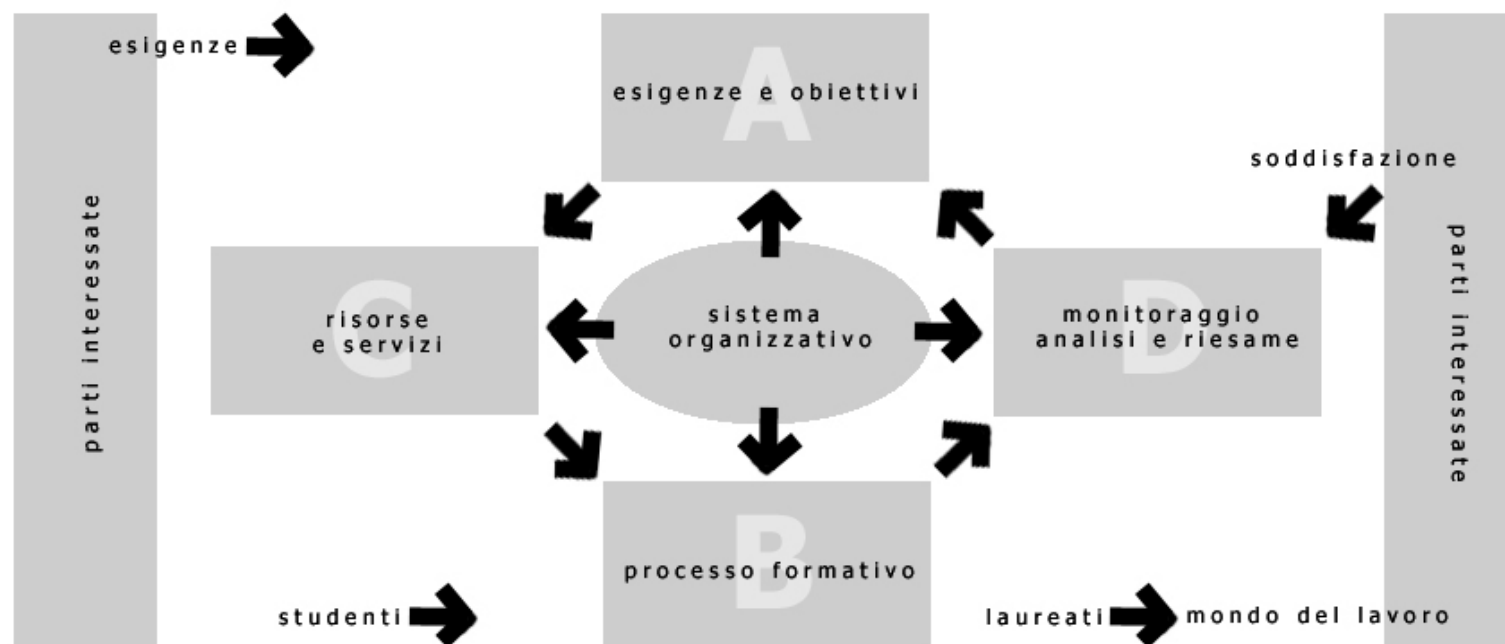 esigenze
A
esigenze e obiettivi
soddisfazione
parti interessate
parti interessate
C
risorse
e servizi
sistema
organizzativo
D
monitoraggio
analisi e riesame
B
processo formativo
studenti
laureati
mondo del lavoro